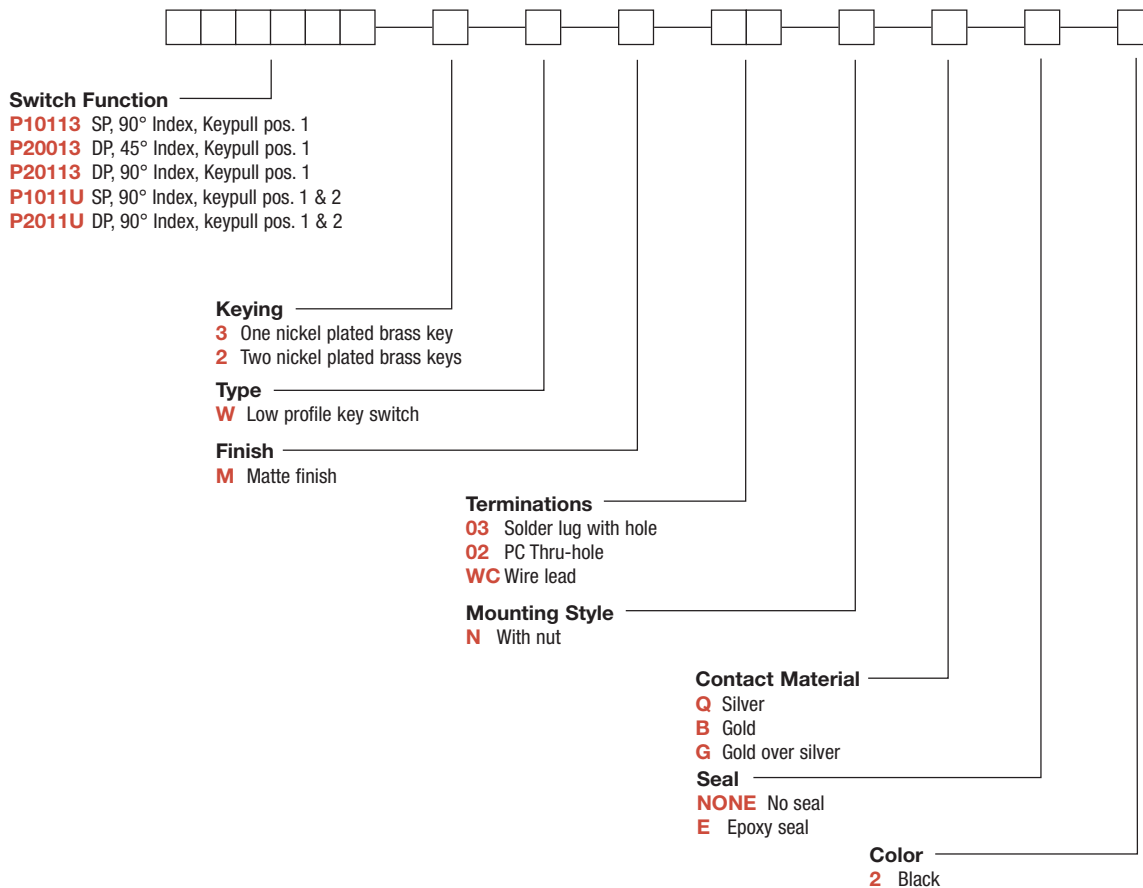 Switch Function
P10113 SP, 90° Index, Keypull pos. 1
P20013 DP, 45° Index, Keypull pos. 1
P20113 DP, 90° Index, Keypull pos. 1
P1011U SP, 90° Index, keypull pos. 1 & 2
P2011U DP, 90° Index, keypull pos. 1 & 2
Keying
3 One nickel plated brass key
2 Two nickel plated brass keys
Type
W Low profile key switch
Finish
M Matte finish
Terminations
03 Solder lug with hole
02 PC Thru-hole
WC Wire lead
Mounting Style
N With nut
Contact Material
Q Silver
B Gold
G Gold over silver
Seal
NONE No seal
E Epoxy seal
Color
2 Black